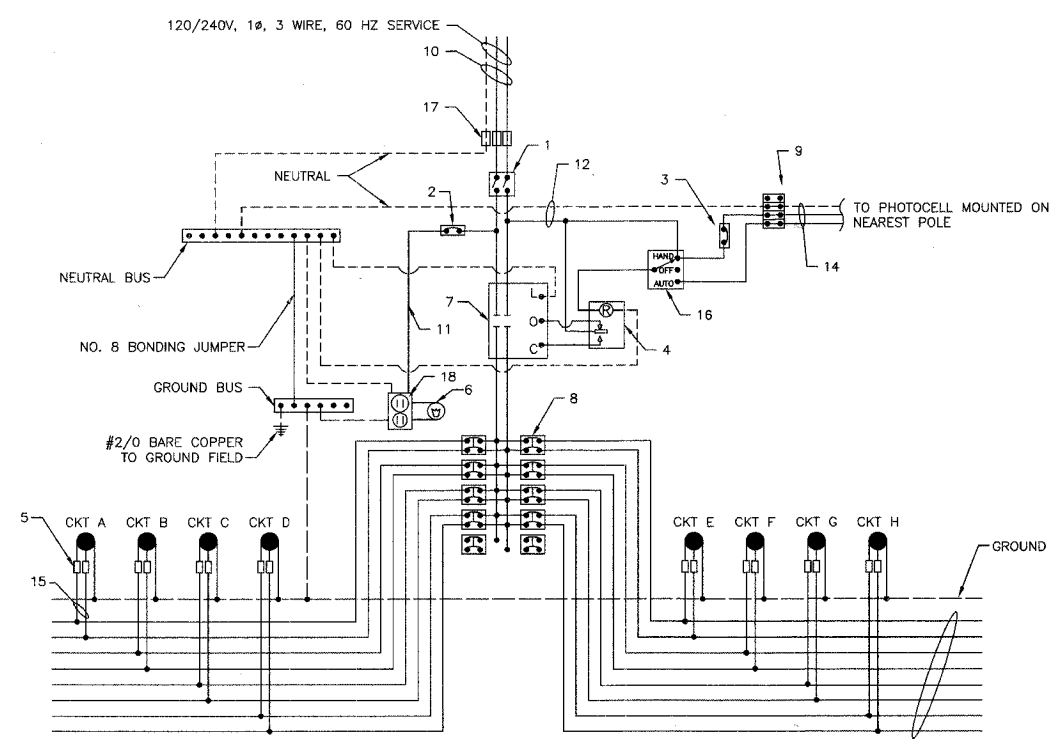 120/240V, 1ø, 3 WIRE, 60 HZ SERVICE
10
17
1
12
9
NEUTRAL
2
3
TO PHOTOCELL MOUNTED ON
NEAREST POLE
HAND
OFF
AUTO
14
NEUTRAL BUS
L
7
O
R
16
11
C
4
NO. 8 BONDING JUMPER
GROUND BUS
18
6
8
#2/0 BARE COPPER
TO GROUND FIELD
5
CKT A
CKT B
CKT C
CKT D
CKT E
CKT F
CKT G
CKT H
GROUND
15